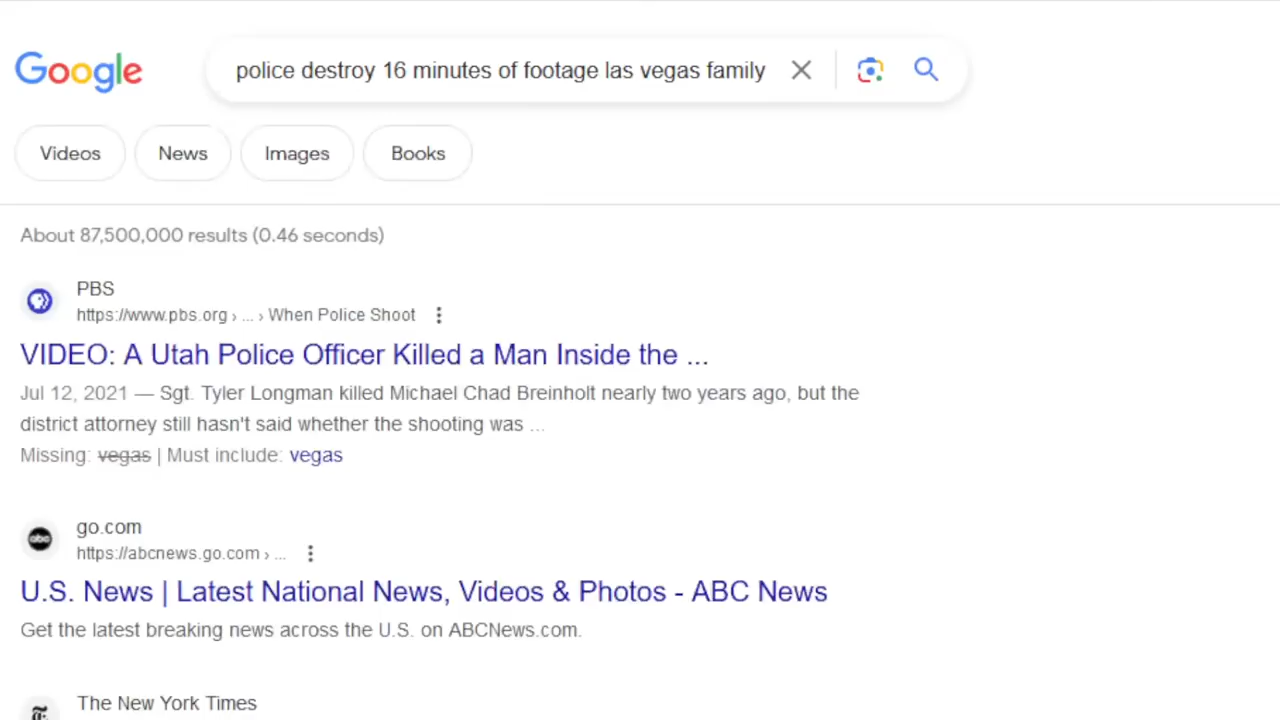 Google
police destroy 16 minutes of footage las vegas family
Videos
News
Images
Books
About 87,500,000 results (0.46 seconds)
PBS
https://www.pbs.org › ... › When Police Shoot
VIDEO: A Utah Police Officer Killed a Man Inside the ...
Jul 12, 2021 — Sgt. Tyler Longman killed Michael Chad Breinholt nearly two years ago, but the
district attorney still hasn't said whether the shooting was ...
Missing: vegas | Must include: vegas
abc
go.com
https://abcnews.go.com › ...
U.S. News | Latest National News, Videos & Photos - ABC News
Get the latest breaking news across the U.S. on ABCNews.com.
The New York Times